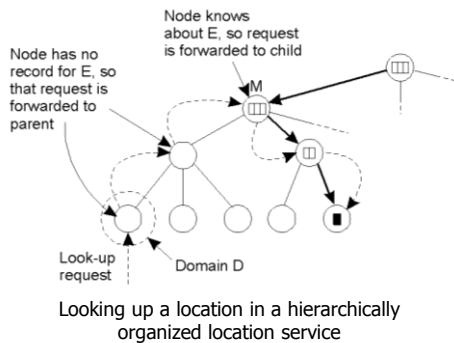 Node knows
about E, so request
is forwarded to child
Node has no
record for E, so
that request is
forwarded to
parent
M
Look-up
request
Domain D
Looking up a location in a hierarchically
organized location service